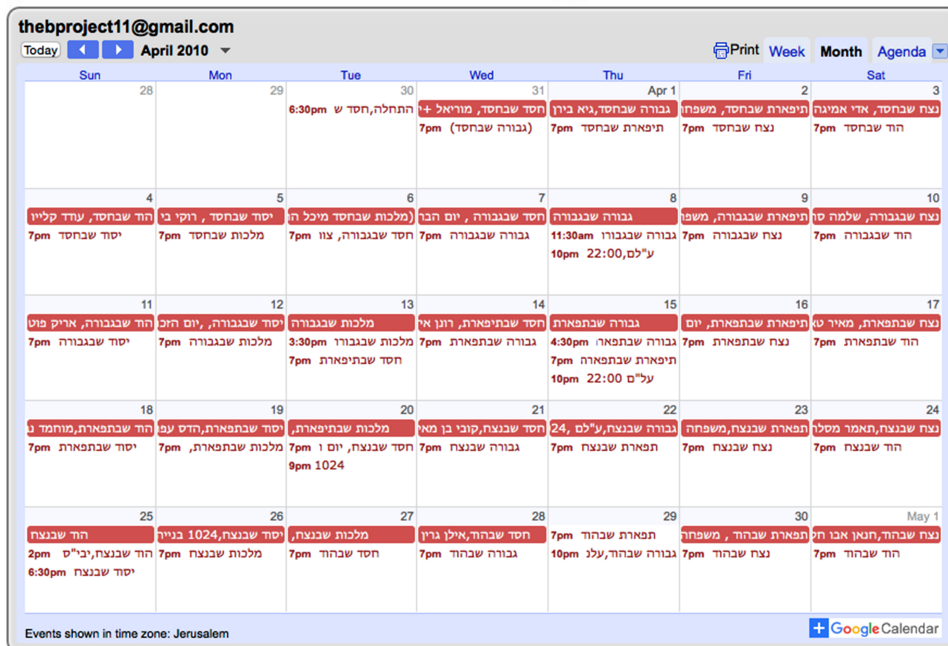 thebproject11@gmail.com
Today April 2010 Print Week Month Agenda
Sun Mon Tue Wed Thu Fri Sat
28 29 30 31 Apr 1 2 3
6:30pm התחלה,חסד ש
חסד שבחסד, מוריאל +י
גבורה שבחסד,גיא בירן
תיפארת שבחסד, משפח
נצח שבחסד, אדי אמיגה
7pm (גבורה שבחסד)
7pm תיפארת שבחסד
7pm נצח שבחסד
7pm הוד שבחסד
4 5 6 7 8 9 10
הוד שבחסד, עודד קלייו
יסוד שבחסד , רוקי בי
(מלכות שבחסד מיכל הו
חסד שבגבורה , יום הבר
גבורה שבגבורה
תיפארת שבגבורה, משפ
נצח שבגבורה, שלמה סו
7pm יסוד שבחסד
7pm מלכות שבחסד
7pm חסד שבגבורה, צוו
7pm גבורה שבגבורה
11:30am גבורה שבגבורו
7pm נצח שבגבורה
7pm הוד שבגבורה
10pm ע"לם,22:00
11 12 13 14 15 16 17
הוד שבגבורה, אריק פוט
יסוד שבגבורה, ,יום הזכ
מלכות שבגבורה
חסד שבתיפארת, רונן אי
גבורה שבתפארת
תיפארת שבתפארת, יום
נצח שבתפארת, מאיר טא
7pm יסוד שבגבורה
7pm מלכות שבגבורה
3:30pm מלכות שבגבורו
7pm גבורה שבתפארת
4:30pm גבורה שבתפאר
7pm נצח שבתפארת
7pm הוד שבתפארת
7pm חסד שבתיפארת
7pm תיפארת שבתפארה
10pm על"ם 22:00
18 19 20 21 22 23 24
הוד שבתפארת,מוחמד נ
יסוד שבתפארת,הדס עפ
מלכות שבתיפארת,
חסד שבנצח,קובי בן מאי
גבורה שבנצח,ע"לם ,24
תפארת שבנצח,משפחה
נצח שבנצח,תאמר מסלו
7pm יסוד שבתפארת
7pm מלכות שבתפארת,
7pm חסד שבנצח, יום ו
7pm גבורה שבנצח
7pm תפארת שבנצח
7pm נצח שבנצח
7pm הוד שבנצח
9pm 1024
25 26 27 28 29 30 May 1
הוד שבנצח
יסוד שבנצח,1024 בנייר
מלכות שבנצח,
חסד שבהוד,אילן גרין
7pm תפארת שבהוד
תפארת שבהוד , משפחה
נצח שבהוד,חנאן אבו חל
2pm הוד שבנצח,יבי"ס
7pm מלכות שבנצח
7pm חסד שבהוד
7pm גבורה שבהוד
10pm גבורה שבהוד,עלנ
7pm נצח שבהוד
7pm הוד שבהוד
6:30pm יסוד שבנצח
Events shown in time zone: Jerusalem
Google Calendar